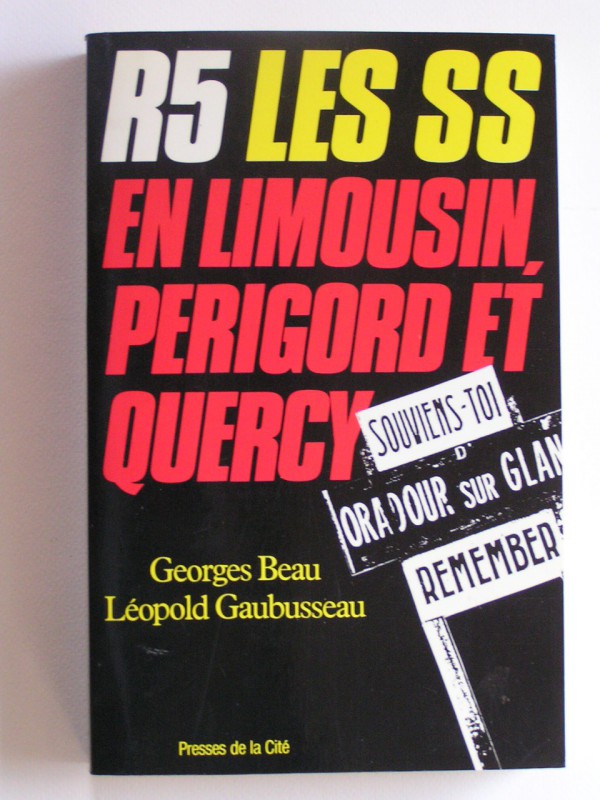 R5 LES SS
EN LIMOUSIN,
PERIGORD ET
QUERCY
SOUVIENS-TOI
D'
ORADOUR SUR GLAN
REMEMBER
Georges Beau
Léopold Gaubusseau
Presses de la Cité